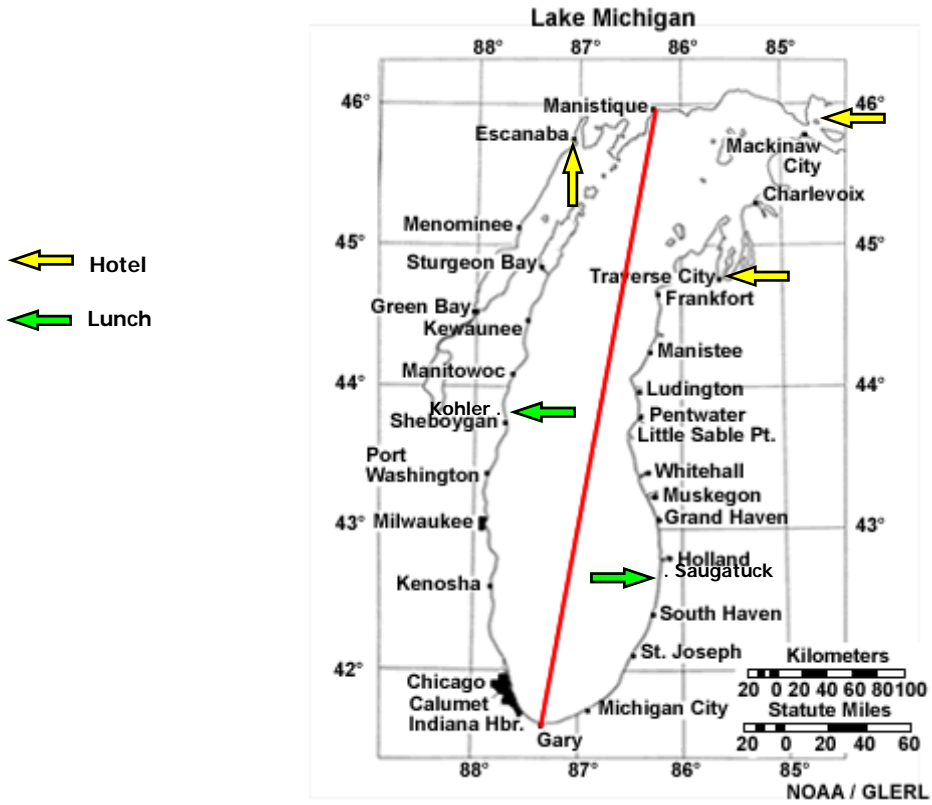 Lake Michigan
88° 87° 86° 85°
84°
46°
46°
Manistique
Escanaba
Mackinaw
City
Charlevoix
Menominee
45°
45°
Sturgeon Bay
Hotel
Traverse City
Frankfort
Green Bay
Lunch
Kewaunee
Manistee
Manitowoc
44°
44°
Ludington
Kohler .
Pentwater
Sheboygan
Little Sable Pt.
Port
Washington
Whitehall
Muskegon
Grand Haven
43°
Milwaukee
43°
Holland
. Saugatuck
Kenosha
South Haven
St. Joseph
42°
Kilometers
20 0 20 40 60 80 100
Chicago
Calumet
Indiana Hbr.
Michigan City
Statute Miles
20 0 20 40 60
Gary
88° 87° 86° 85°
NOAA / GLERL